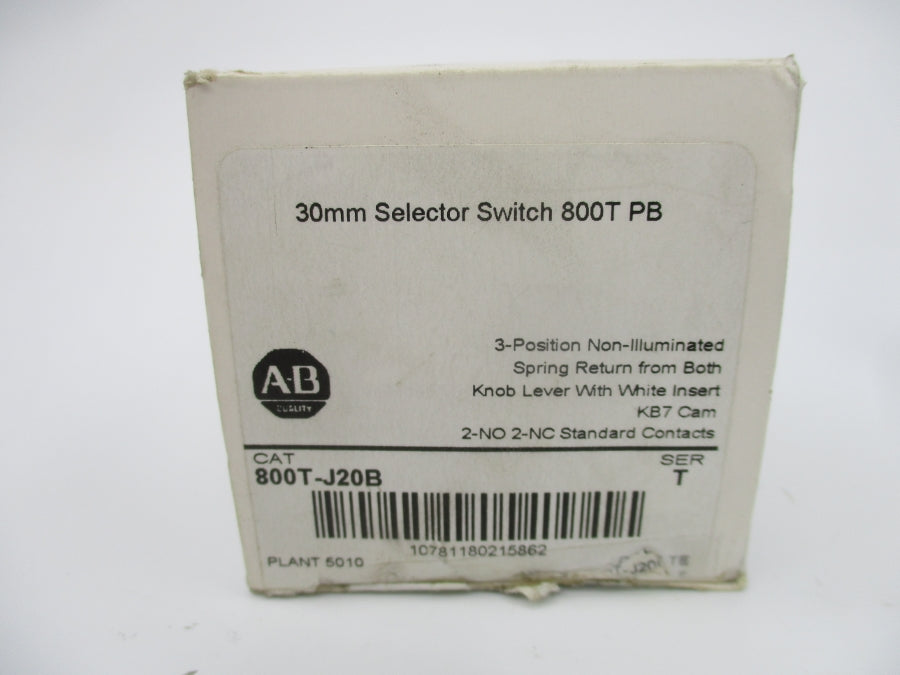 30mm Selector Switch 800T PB
3-Position Non-Illuminated
Spring Return from Both
Knob Lever With White Insert
KB7 Cam
2-NO 2-NC Standard Contacts
A-B
QUALITY
CAT
SER
800T-J20B
T
10781180215862
PLANT 5010